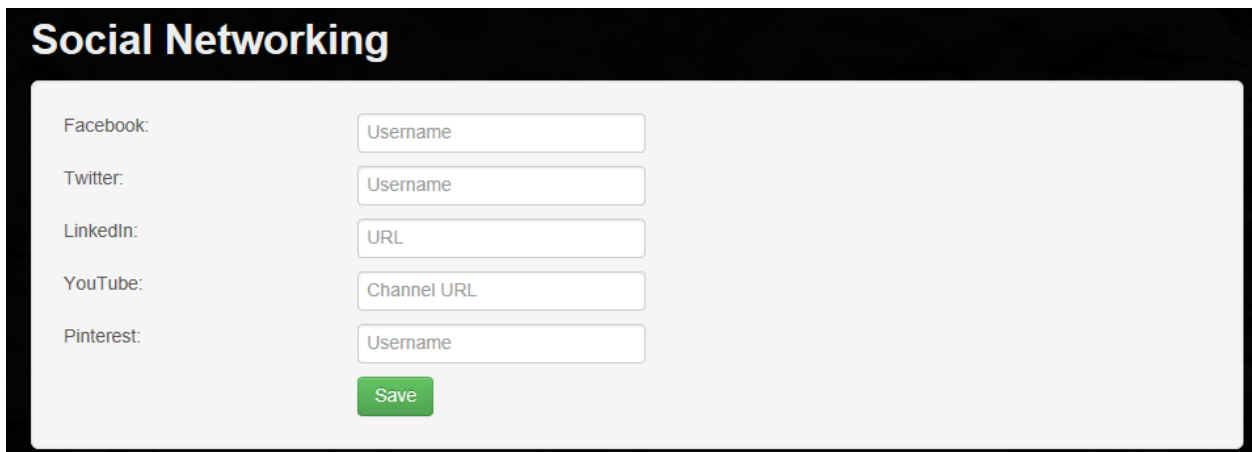 Social Networking
Facebook: Username
Twitter: Username
LinkedIn: URL
YouTube: Channel URL
Pinterest: Username
Save